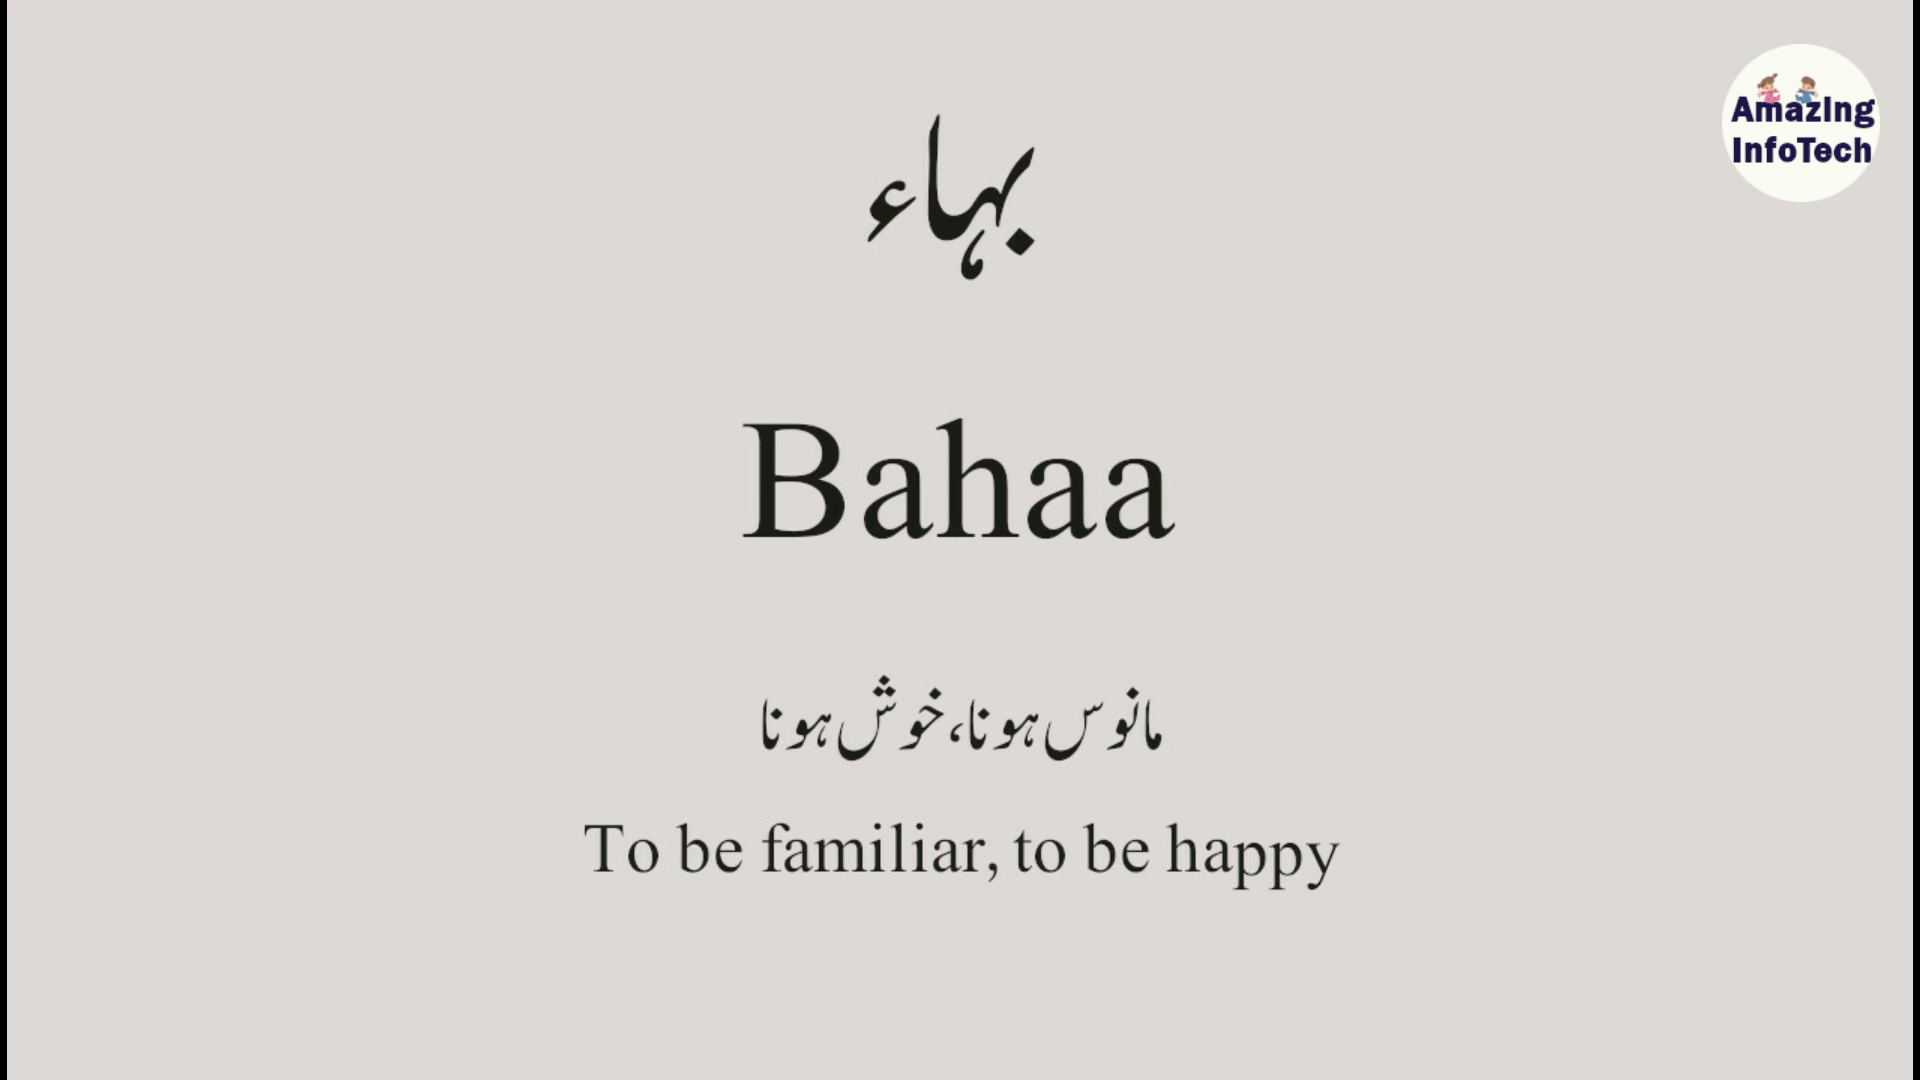 Amazing
InfoTech
بہاء
Bahaa
مانوس ہونا، خوش ہونا
To be familiar, to be happy